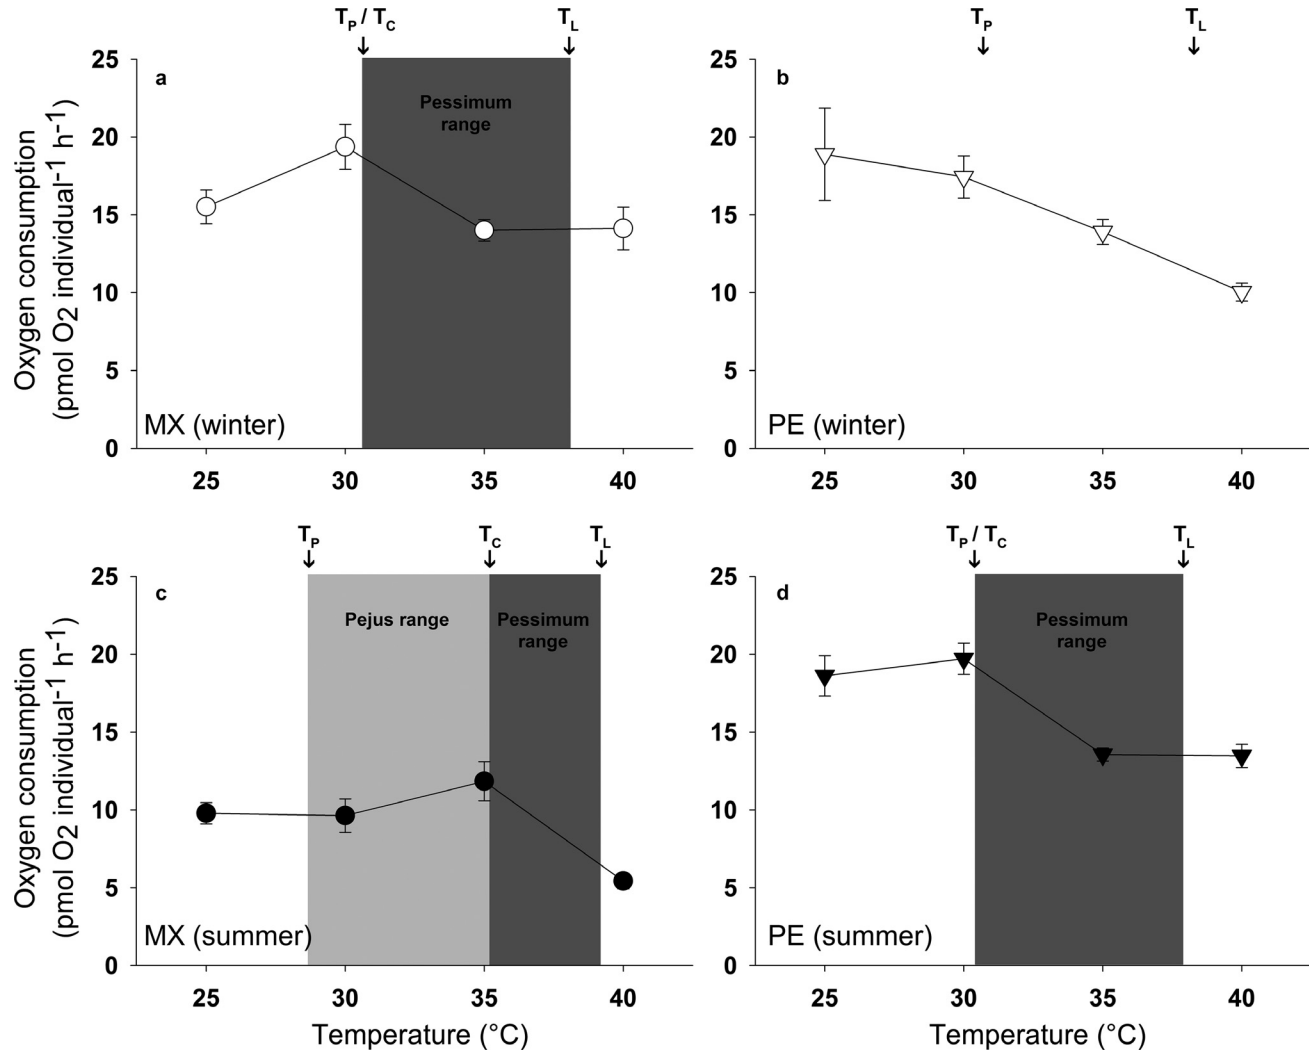 T_P / T_C T_L
a
Pessimum
range
MX (winter)
Oxygen consumption
(pmol O2 individual-1 h-1)
25
20
15
10
5
0
25 30 35 40
T_P T_L
b
PE (winter)
25
20
15
10
5
0
25 30 35 40
T_P T_C T_L
c
Pejus range
Pessimum
range
MX (summer)
Oxygen consumption
(pmol O2 individual-1 h-1)
25
20
15
10
5
0
25 30 35 40
Temperature (°C)
T_P / T_C T_L
d
Pessimum
range
PE (summer)
25
20
15
10
5
0
25 30 35 40
Temperature (°C)